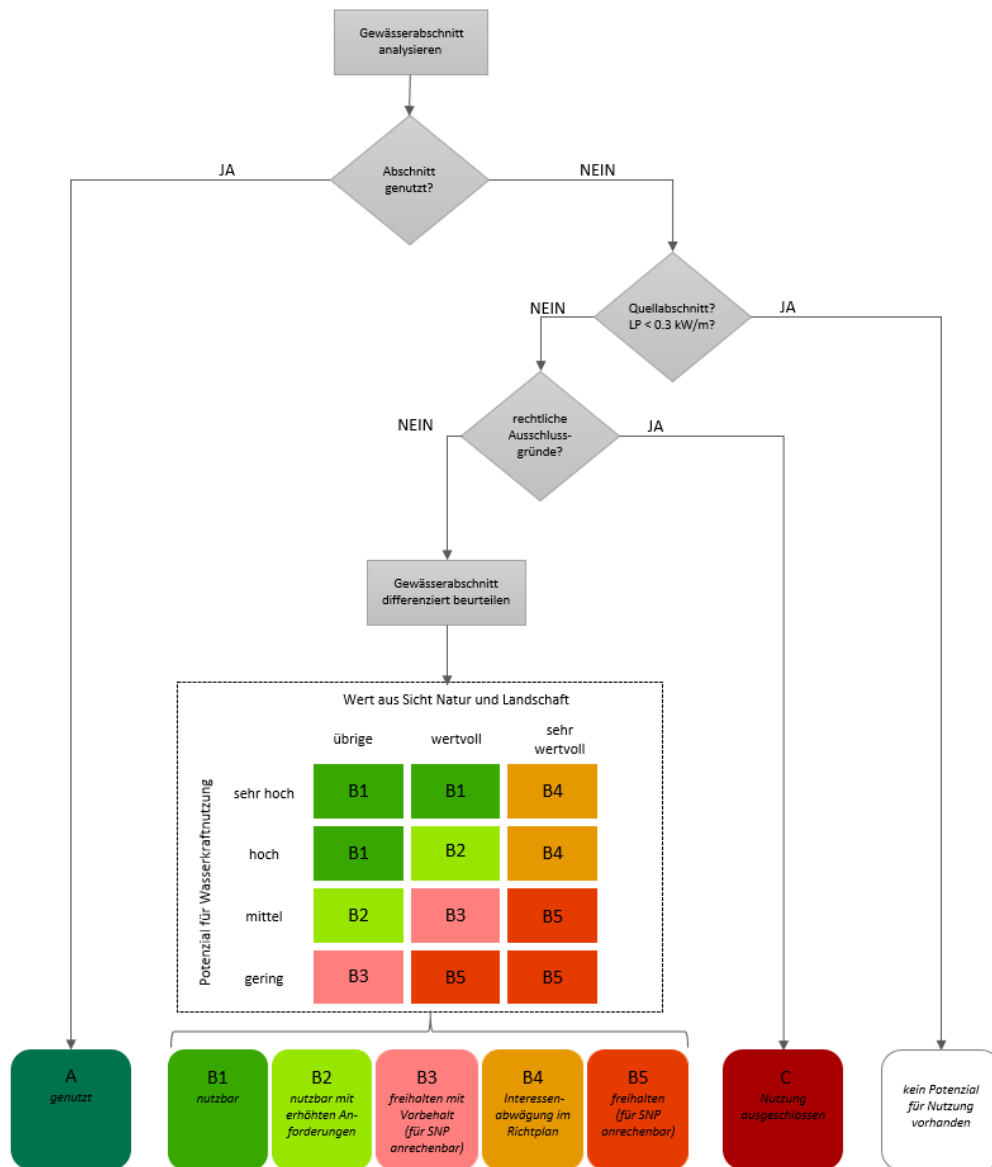 Gewässerabschnitt
analysieren
Abschnitt
genutzt?
JA
NEIN
Quellabschnitt?
LP < 0.3 kW/m?
NEIN
JA
rechtliche
Ausschluss-
gründe?
NEIN
JA
Gewässerabschnitt
differenziert beurteilen
Wert aus Sicht Natur und Landschaft
übrige
wertvoll
sehr
wertvoll
Potenzial für Wasserkraftnutzung
sehr hoch
B1
B1
B4
hoch
B1
B2
B4
mittel
B2
B3
B5
gering
B3
B5
B5
A
genutzt
B1
nutzbar
B2
nutzbar mit
erhöhten An-
forderungen
B3
freihalten mit
Vorbehalt
(für SNP
anrechenbar)
B4
Interessen-
abwägung im
Richtplan
B5
freihalten
(für SNP
anrechenbar)
C
Nutzung
ausgeschlossen
kein Potenzial
für Nutzung
vorhanden